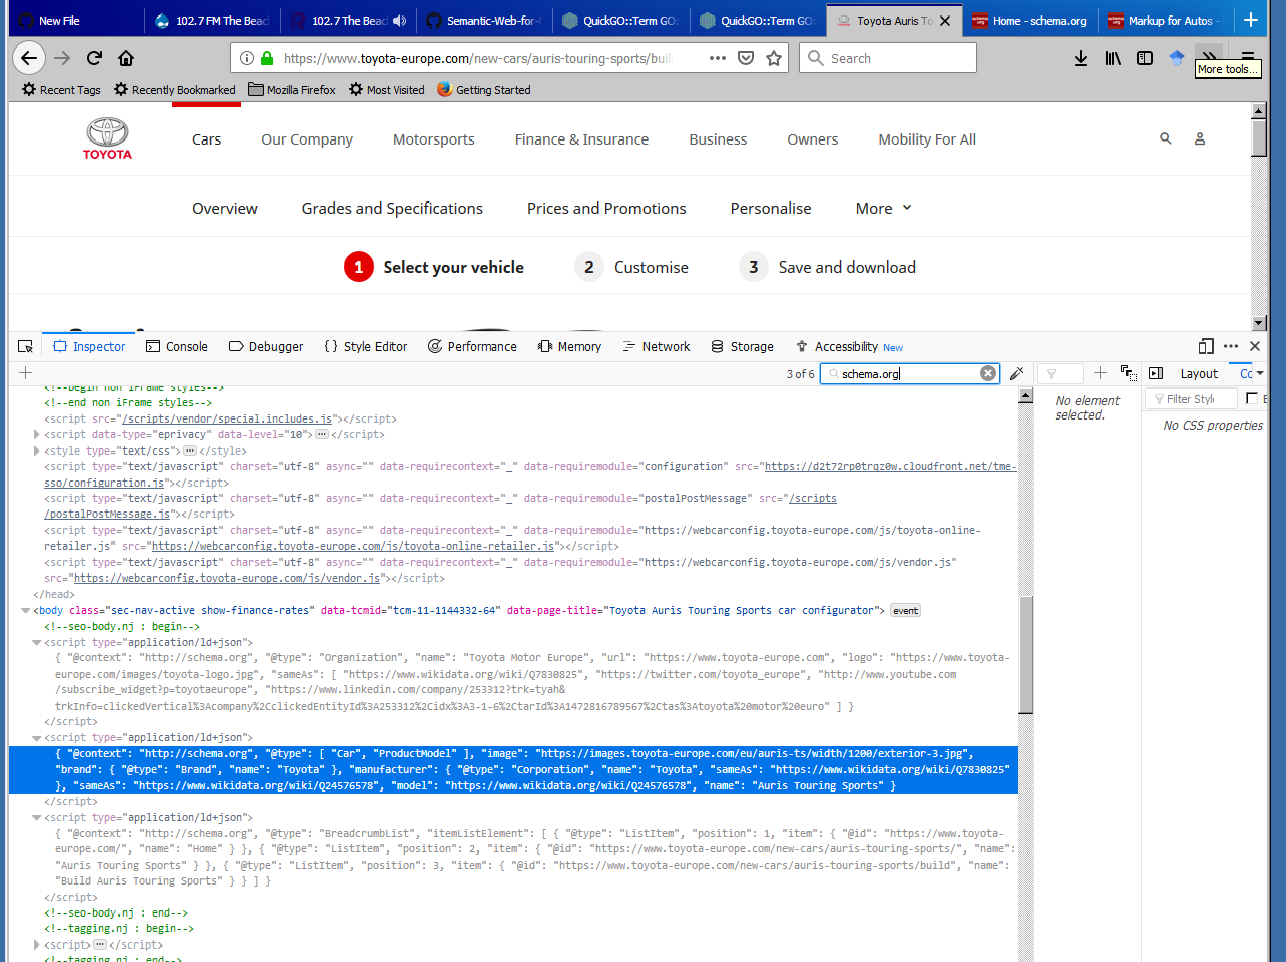 New File
102.7 FM The Beac
102.7 The Beac
Semantic-Web-for-
QuickGO::Term GO:
QuickGO::Term GO:
Toyota Auris To
Home - schema.org
Markup for Autos -
https://www.toyota-europe.com/new-cars/auris-touring-sports/buil
Search
More tools...
Recent Tags
Recently Bookmarked
Mozilla Firefox
Most Visited
Getting Started
TOYOTA
Cars
Our Company
Motorsports
Finance & Insurance
Business
Owners
Mobility For All
Overview
Grades and Specifications
Prices and Promotions
Personalise
More
1 Select your vehicle
2 Customise
3 Save and download
Inspector
Console
Debugger
{} Style Editor
Performance
Memory
Network
Storage
Accessibility New
3 of 6
schema.org
Layout
Co
No element
selected.
Filter Style
No CSS properties
<!--begin non iFrame styles-->
<!--end non iFrame styles-->
<script src="/scripts/vendor/special.includes.js"></script>
<script data-type="eprivacy" data-level="10">⋯</script>
<style type="text/css">⋯</style>
<script type="text/javascript" charset="utf-8" async="" data-requirecontext="_" data-requiremodule="configuration" src="https://d2t72rp0trqz0w.cloudfront.net/tme-
sso/configuration.js"></script>
<script type="text/javascript" charset="utf-8" async="" data-requirecontext="_" data-requiremodule="postalPostMessage" src="/scripts
/postalPostMessage.js"></script>
<script type="text/javascript" charset="utf-8" async="" data-requirecontext="_" data-requiremodule="https://webcarconfig.toyota-europe.com/js/toyota-online-
retailer.js" src="https://webcarconfig.toyota-europe.com/js/toyota-online-retailer.js"></script>
<script type="text/javascript" charset="utf-8" async="" data-requirecontext="_" data-requiremodule="https://webcarconfig.toyota-europe.com/js/vendor.js"
src="https://webcarconfig.toyota-europe.com/js/vendor.js"></script>
</head>
<body class="sec-nav-active show-finance-rates" data-tcmid="tcm-11-1144332-64" data-page-title="Toyota Auris Touring Sports car configurator"> event
<!--seo-body.nj : begin-->
<script type="application/ld+json">
{ "@context": "http://schema.org", "@type": "Organization", "name": "Toyota Motor Europe", "url": "https://www.toyota-europe.com", "logo": "https://www.toyota-
europe.com/images/toyota-logo.jpg", "sameAs": [ "https://www.wikidata.org/wiki/Q7830825", "https://twitter.com/toyota_europe", "http://www.youtube.com
/subscribe_widget?p=toyotaeurope", "https://www.linkedin.com/company/253312?trk=tyah&
trkInfo=clickedVertical%3Acompany%2CclickedEntityId%3A253312%2Cidx%3A3-1-6%2CtarId%3A1472816789567%2Ctas%3Atoyota%20motor%20euro" ] }
</script>
<script type="application/ld+json">
{ "@context": "http://schema.org", "@type": [ "Car", "ProductModel" ], "image": "https://images.toyota-europe.com/eu/auris-ts/width/1200/exterior-3.jpg",
"brand": { "@type": "Brand", "name": "Toyota" }, "manufacturer": { "@type": "Corporation", "name": "Toyota", "sameAs": "https://www.wikidata.org/wiki/Q7830825"
}, "sameAs": "https://www.wikidata.org/wiki/Q24576578", "model": "https://www.wikidata.org/wiki/Q24576578", "name": "Auris Touring Sports" }
</script>
<script type="application/ld+json">
{ "@context": "http://schema.org", "@type": "BreadcrumbList", "itemListElement": [ { "@type": "ListItem", "position": 1, "item": { "@id": "https://www.toyota-
europe.com/", "name": "Home" } }, { "@type": "ListItem", "position": 2, "item": { "@id": "https://www.toyota-europe.com/new-cars/auris-touring-sports/", "name":
"Auris Touring Sports" } }, { "@type": "ListItem", "position": 3, "item": { "@id": "https://www.toyota-europe.com/new-cars/auris-touring-sports/build", "name":
"Build Auris Touring Sports" } } ] }
</script>
<!--seo-body.nj : end-->
<!--tagging.nj : begin-->
<script>⋯</script>
<!--tagging.nj : end-->